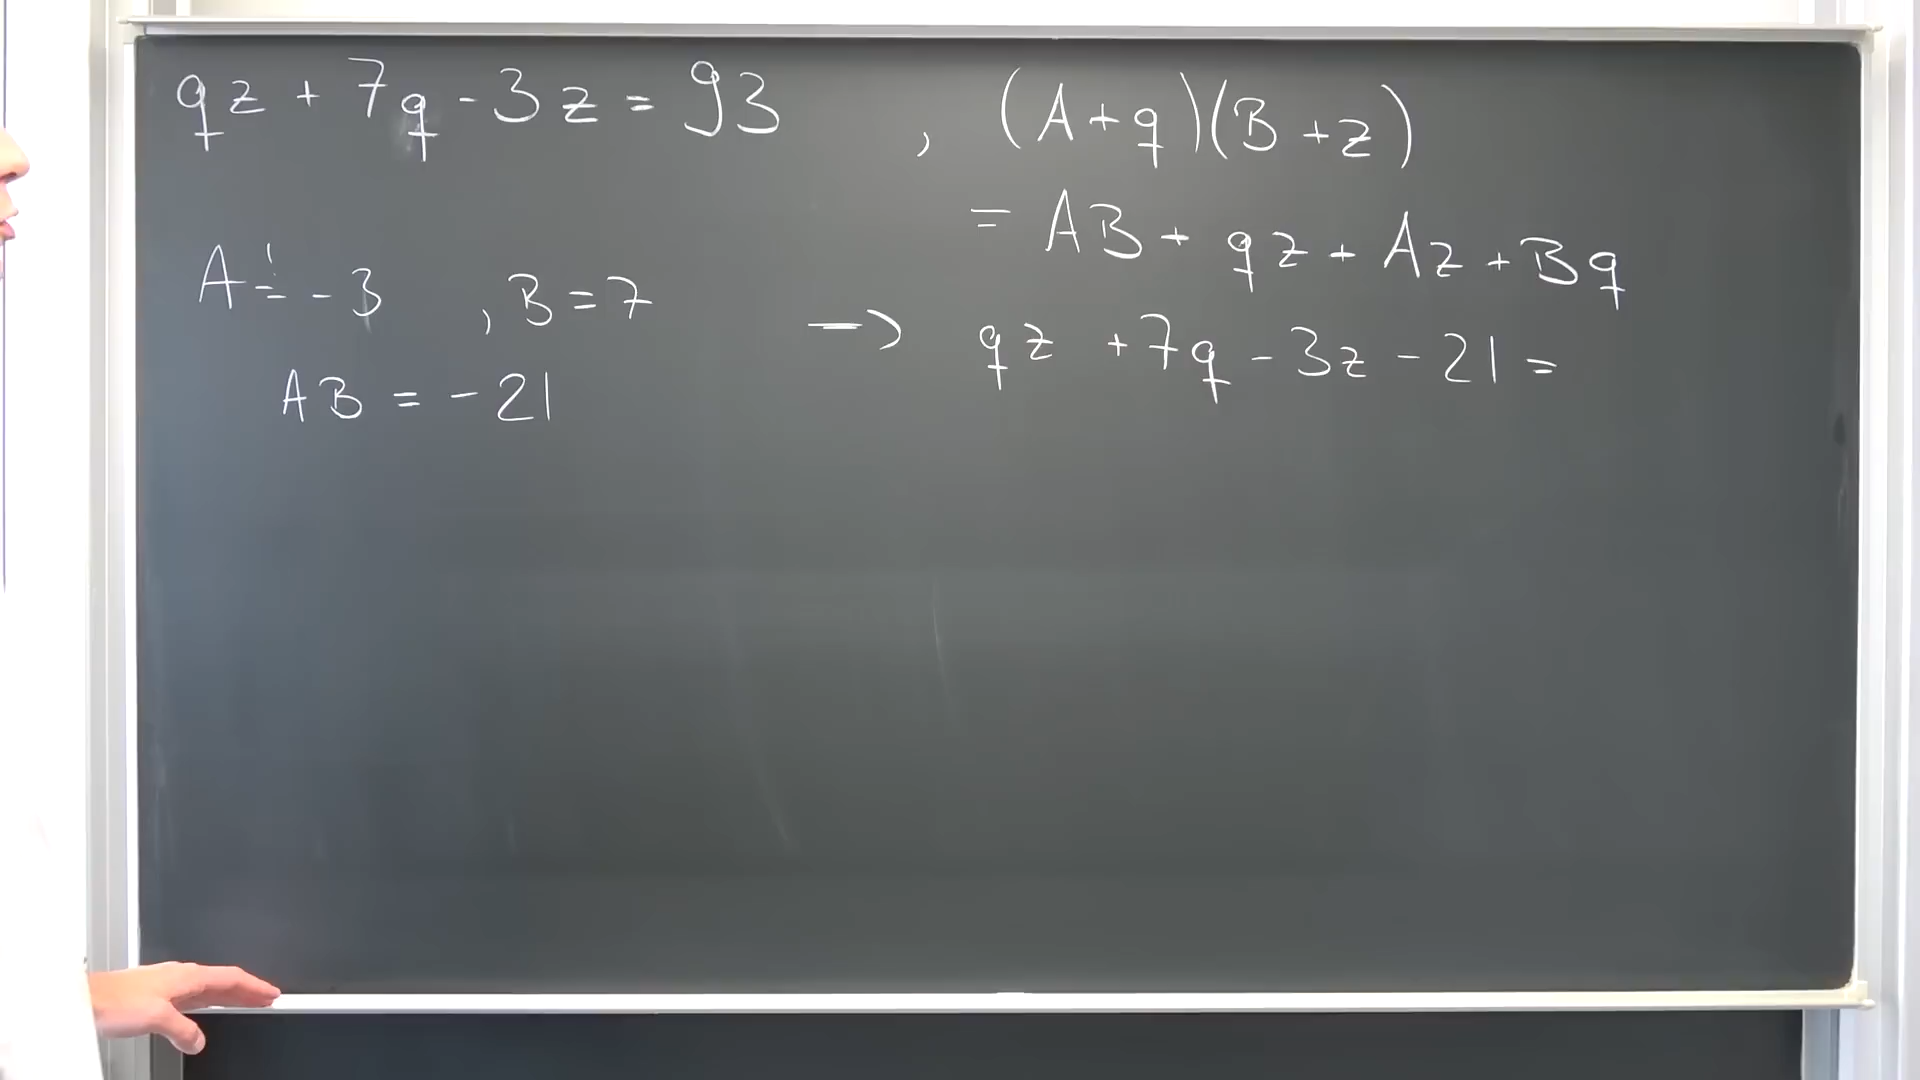 qz + 7q - 3z = 93 , (A+q)(B+z)
= AB + qz + Az + Bq
A != -3 , B = 7
-> qz + 7q - 3z - 21 =
AB = -21